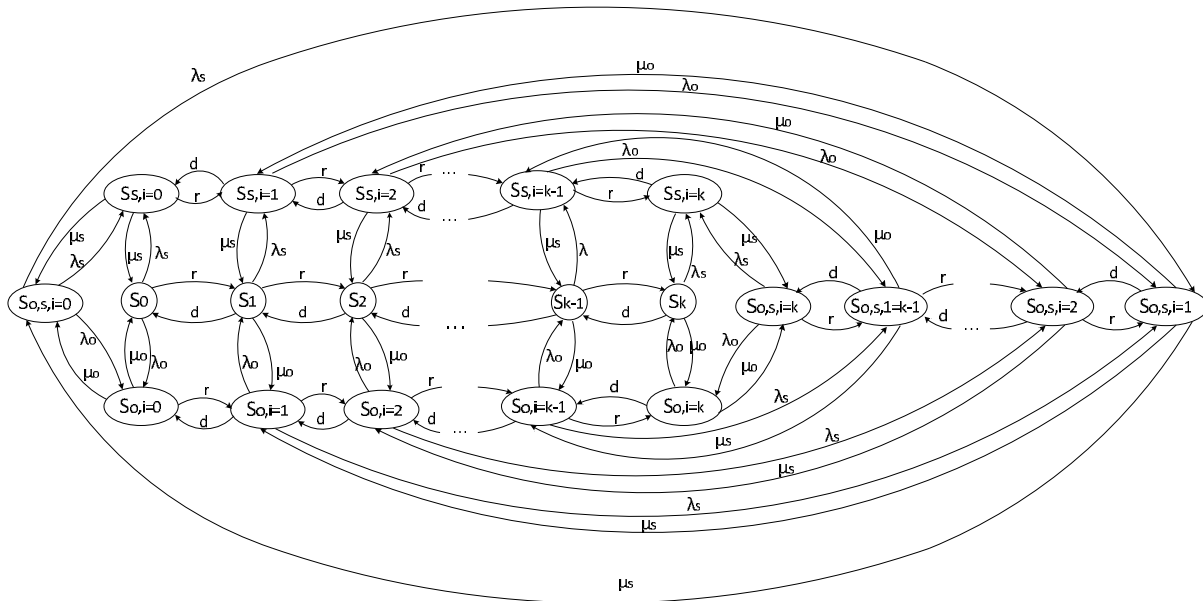 λs
μo
λo
μo
λo
λo
d
r
r
...
d
Ss,i=0
r
Ss,i=1
d
Ss,i=2
d
...
Ss,i=k-1
r
Ss,i=k
μs
λs
μs
λs
μs
λs
μs
λs
μs
λ
μs
λs
μs
λs
μo
r
r
r
r
d
r
d
So,s,i=0
S0
S1
S2
Sk-1
Sk
So,s,i=k
So,s,1=k-1
So,s,i=2
So,s,i=1
d
d
d
...
d
r
d
...
r
λo
μo
μo
λo
λo
μo
λo
μo
λo
μo
λo
μo
λo
μo
r
r
r
d
So,i=0
d
So,i=1
d
So,i=2
d
...
So,i=k-1
r
So,i=k
λs
μs
λs
μs
λs
μs
μs